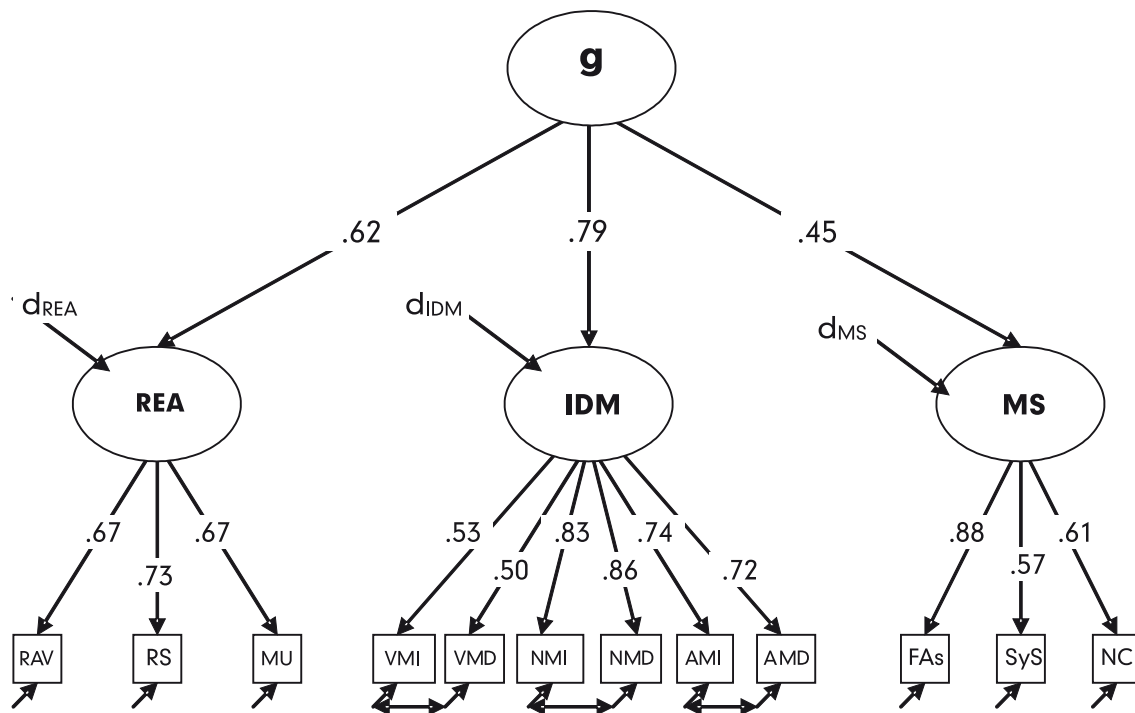 g
.62 .79 .45
dREA dIDM dMS
REA IDM MS
.67 .67 .53 .83 .74 .88 .61
.73 .50 .86 .72 .57
RAV RS MU VMI VMD NMI NMD AMI AMD FAs SyS NC